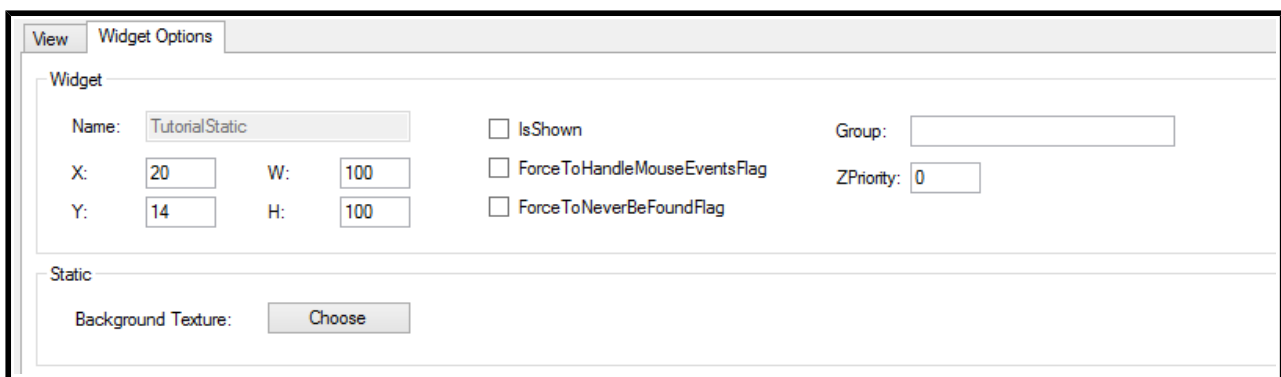 View Widget Options
Widget
Name: TutorialStatic IsShown Group:
X: 20 W: 100 ForceToHandleMouseEventsFlag ZPriority: 0
Y: 14 H: 100 ForceToNeverBeFoundFlag
Static
Background Texture: Choose